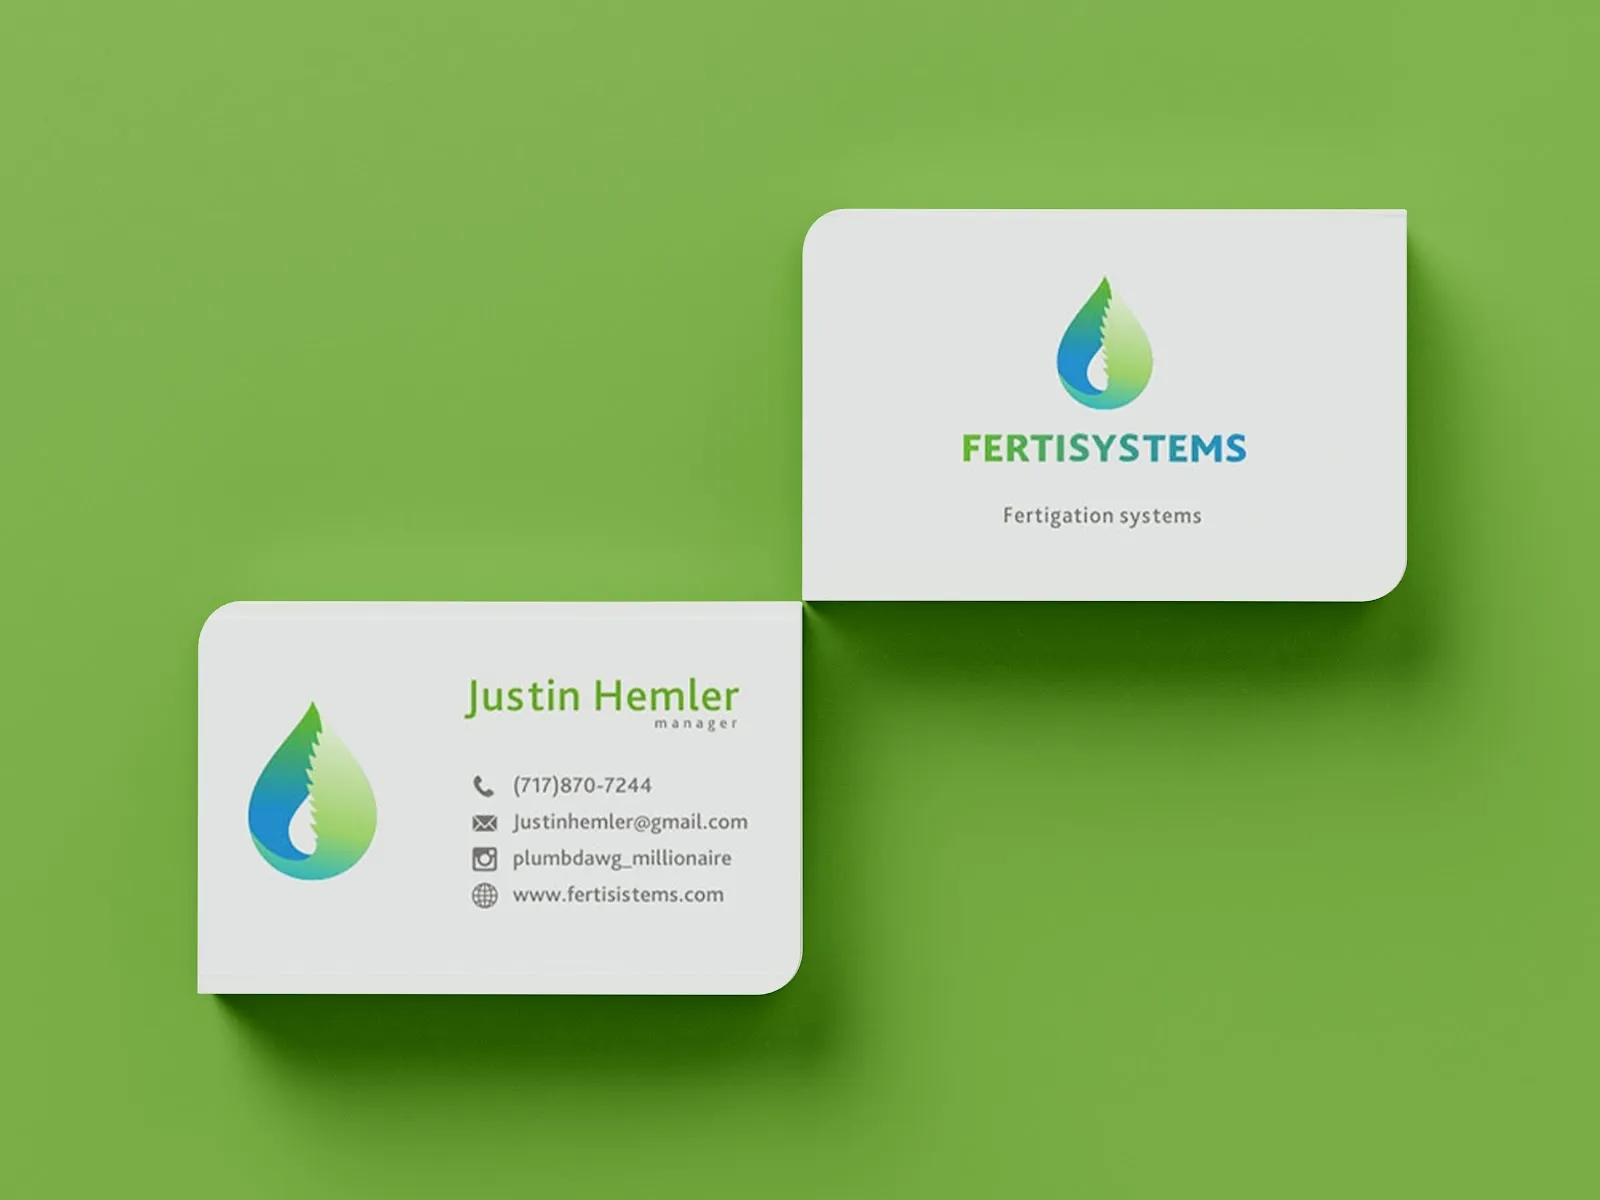 FERTISYSTEMS
Fertigation systems
Justin Hemler
manager
(717)870-7244
Justinhemler@gmail.com
plumbdawg_millionaire
www.fertisistems.com